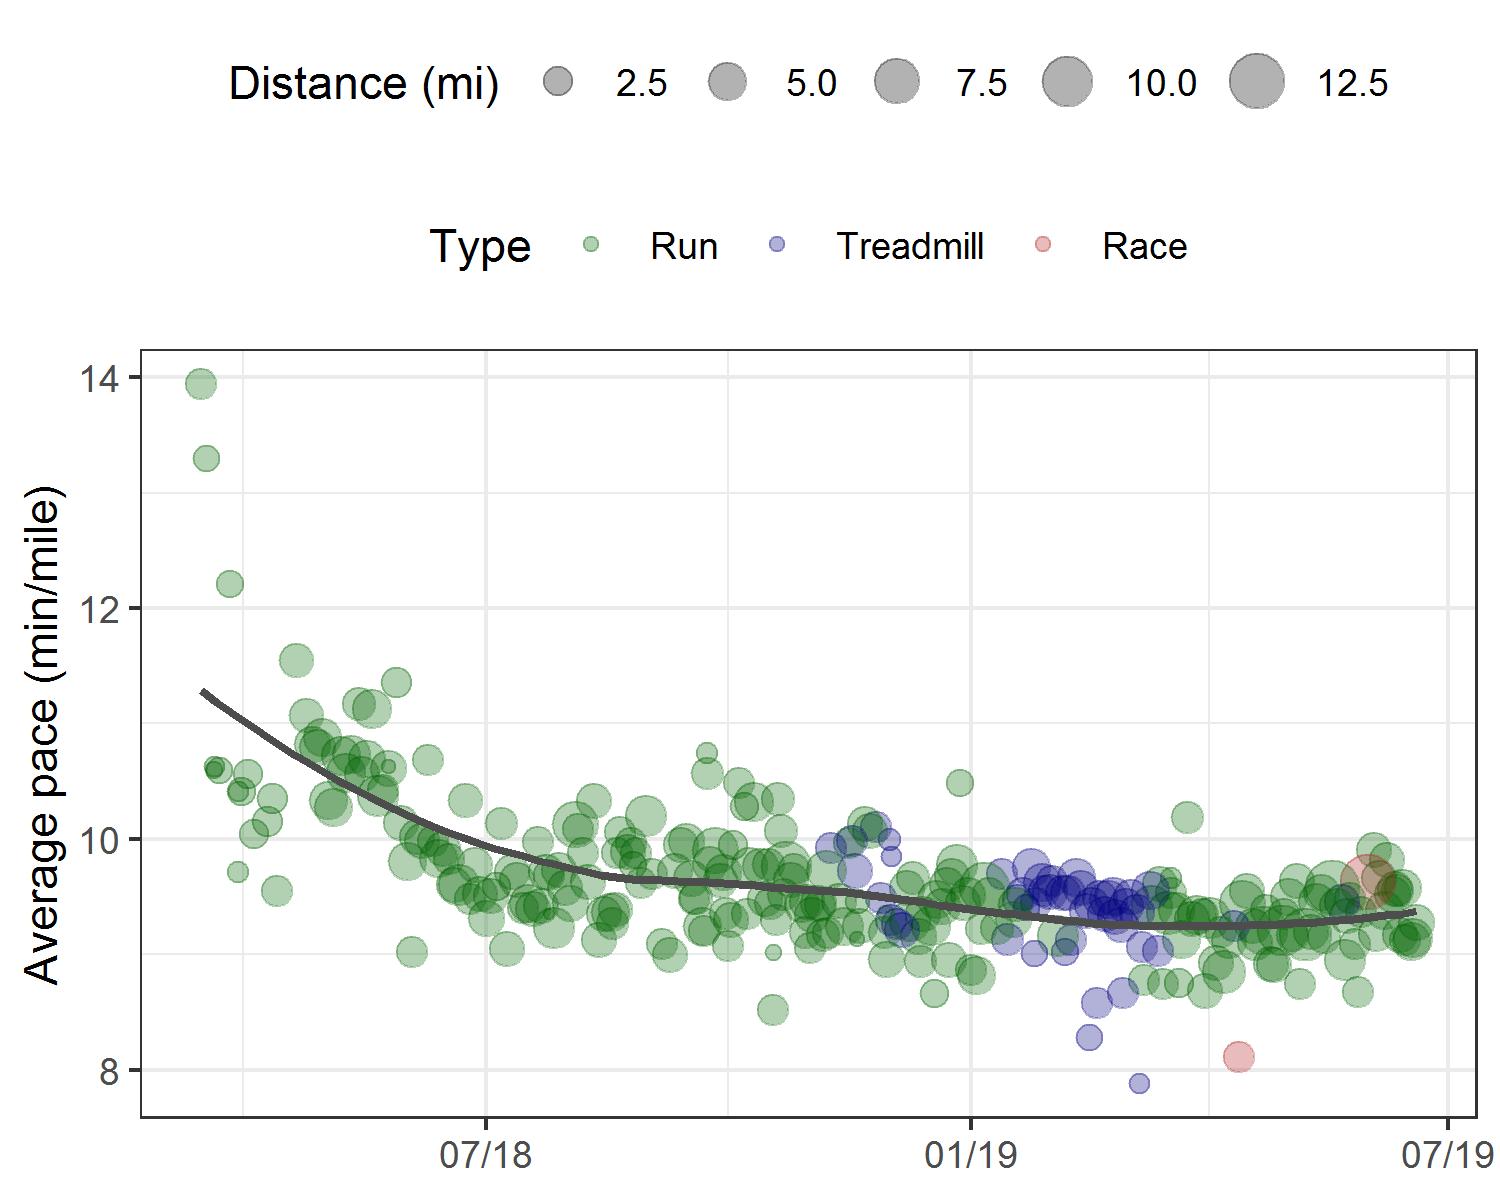 Distance (mi) 2.5 5.0 7.5 10.0 12.5
Type Run Treadmill Race
Average pace (min/mile)
14
12
10
8
07/18 01/19 07/19